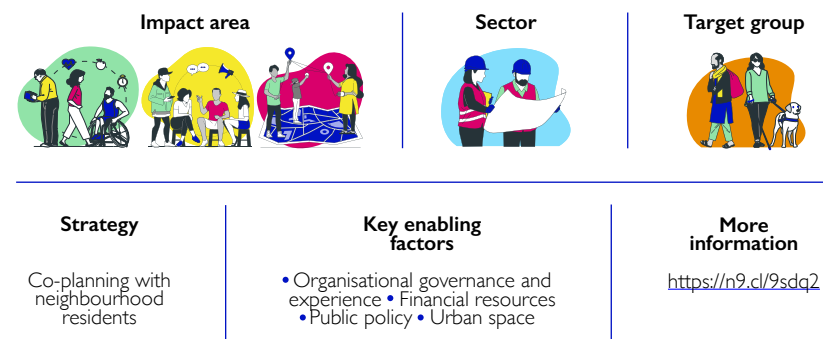 Impact area
Sector
Target group
Strategy
Co-planning with
neighbourhood
residents
Key enabling
factors
• Organisational governance and
experience • Financial resources
• Public policy • Urban space
More
information
https://n9.cl/9sdq2